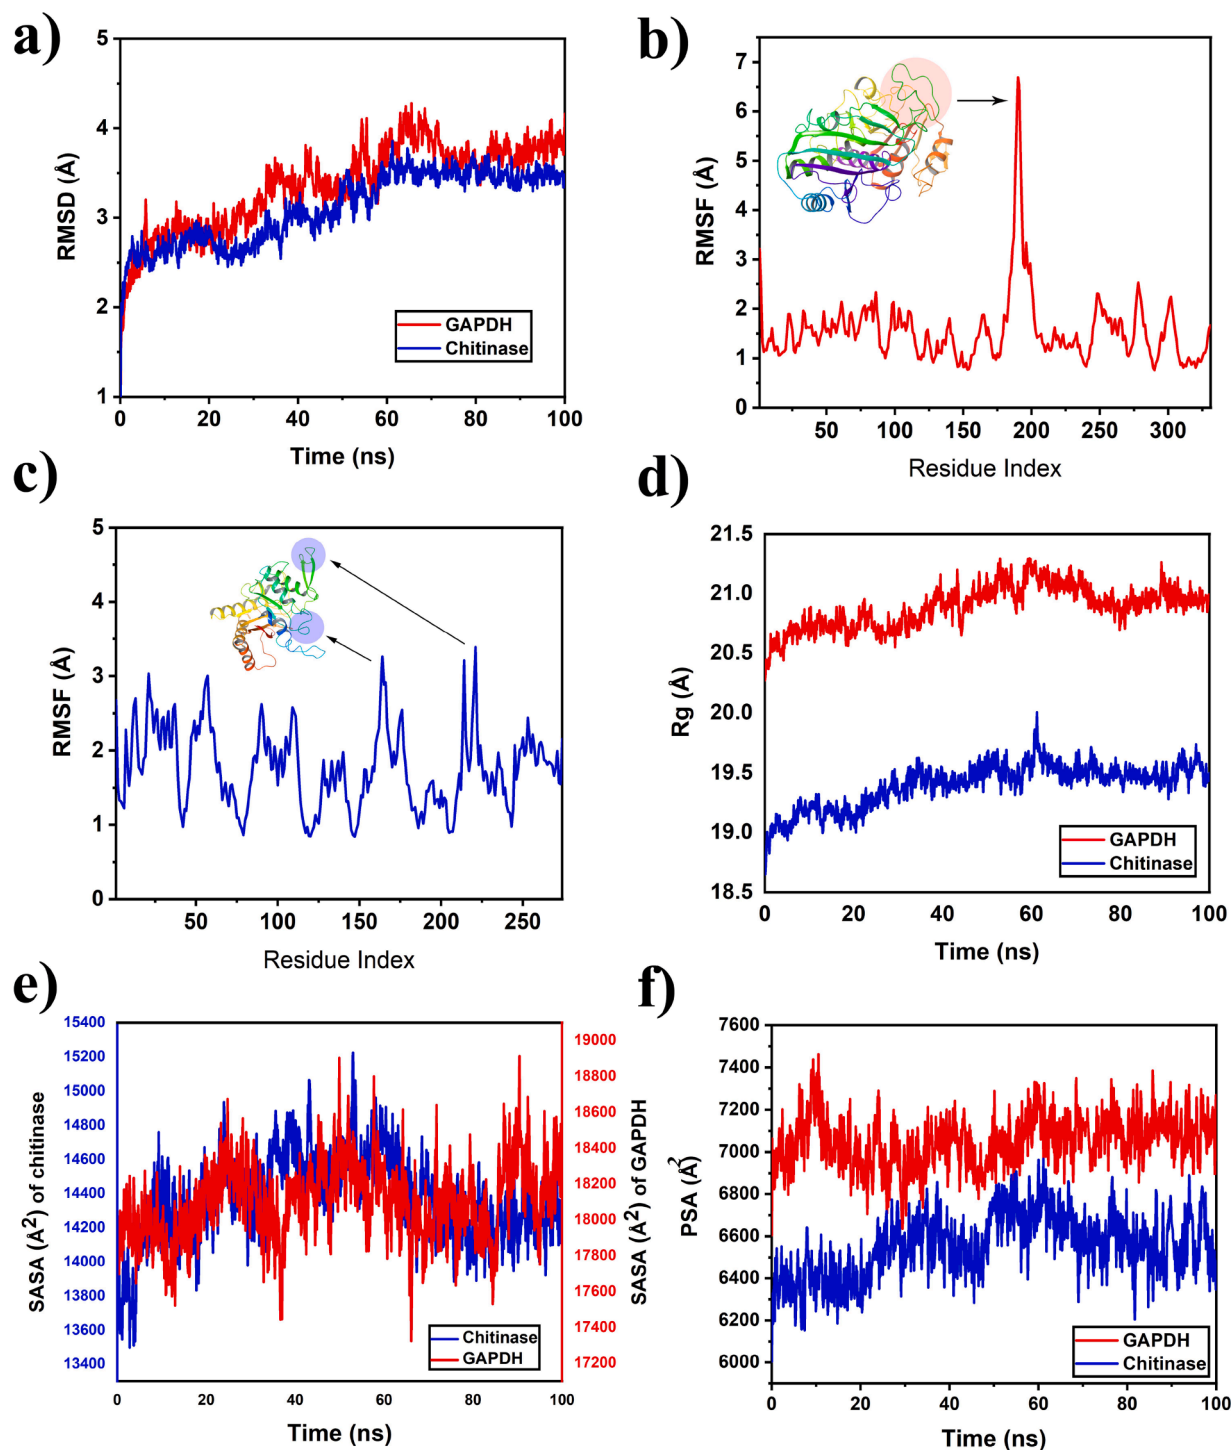 a)
5
4
3
2
1
RMSD (Å)
GAPDH
Chitinase
0 20 40 60 80 100
Time (ns)
b)
7
6
5
4
3
2
1
0
RMSF (Å)
50 100 150 200 250 300
Residue Index
c)
5
4
3
2
1
0
RMSF (Å)
50 100 150 200 250
Residue Index
d)
21.5
21.0
20.5
20.0
19.5
19.0
18.5
Rg (Å)
GAPDH
Chitinase
0 20 40 60 80 100
Time (ns)
e)
15400
15200
15000
14800
14600
14400
14200
14000
13800
13600
13400
SASA (Å²) of chitinase
19000
18800
18600
18400
18200
18000
17800
17600
17400
17200
SASA (Å²) of GAPDH
Chitinase
GAPDH
0 20 40 60 80 100
Time (ns)
f)
7600
7400
7200
7000
6800
6600
6400
6200
6000
PSA (Å²)
GAPDH
Chitinase
0 20 40 60 80 100
Time (ns)